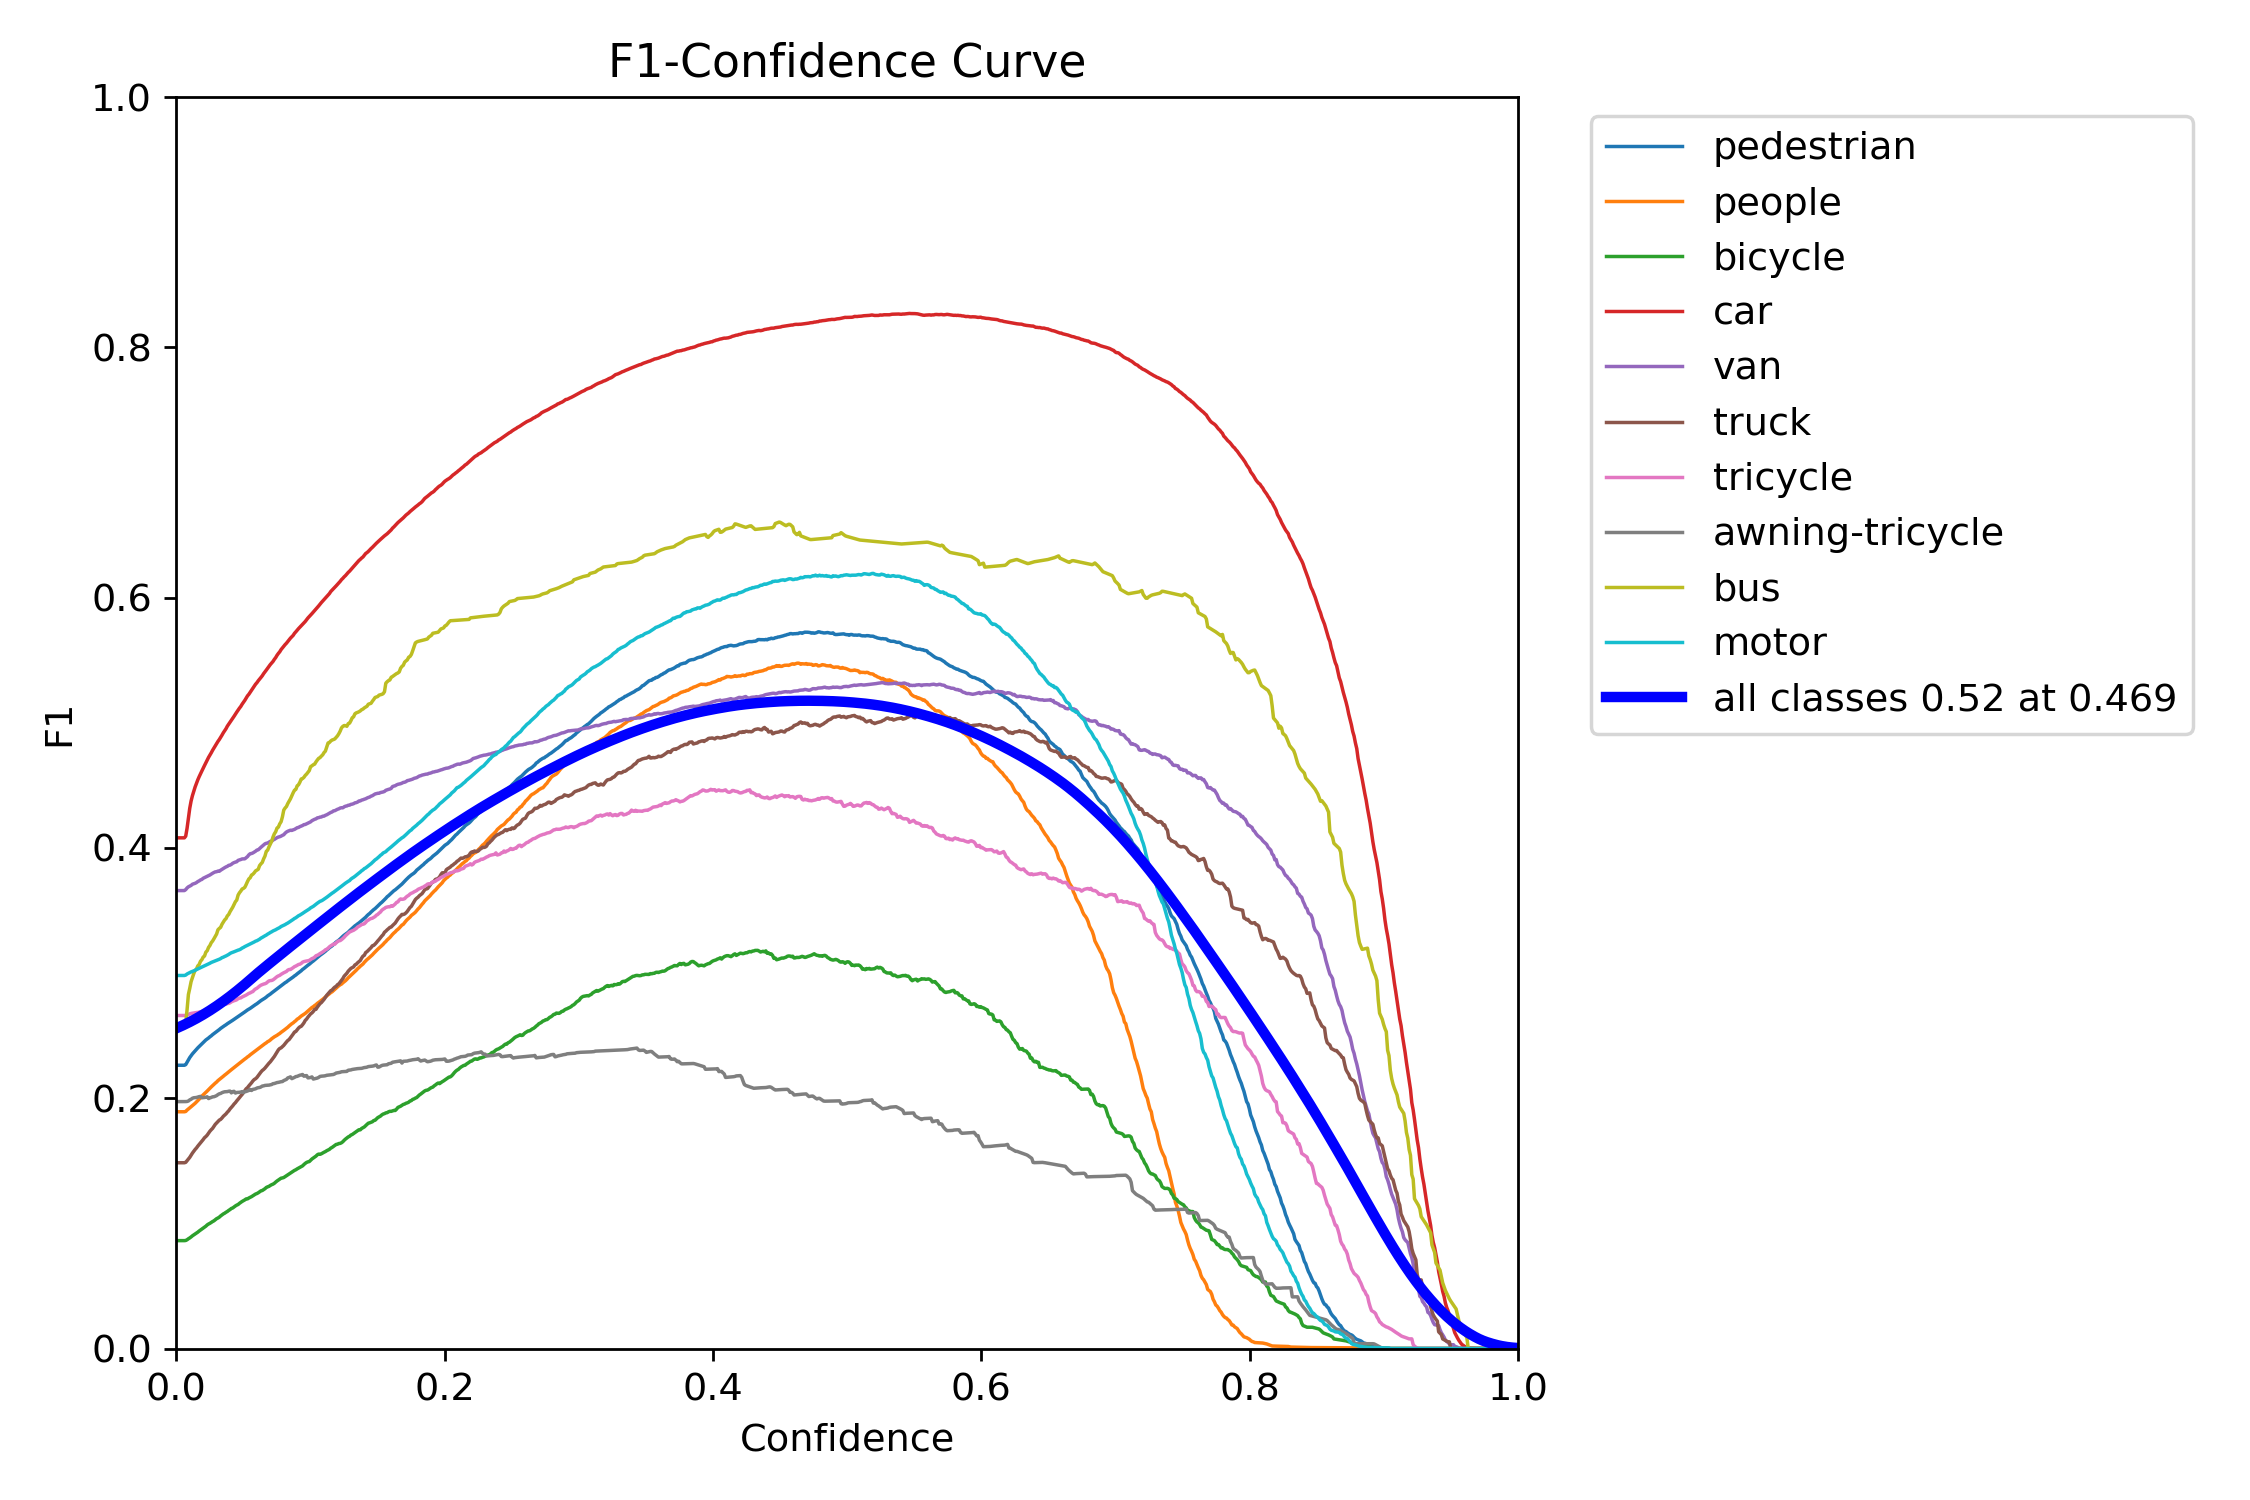 F1-Confidence Curve
1.0
0.8
0.6
0.4
0.2
0.0
F1
0.0 0.2 0.4 0.6 0.8 1.0
Confidence
pedestrian
people
bicycle
car
van
truck
tricycle
awning-tricycle
bus
motor
all classes 0.52 at 0.469